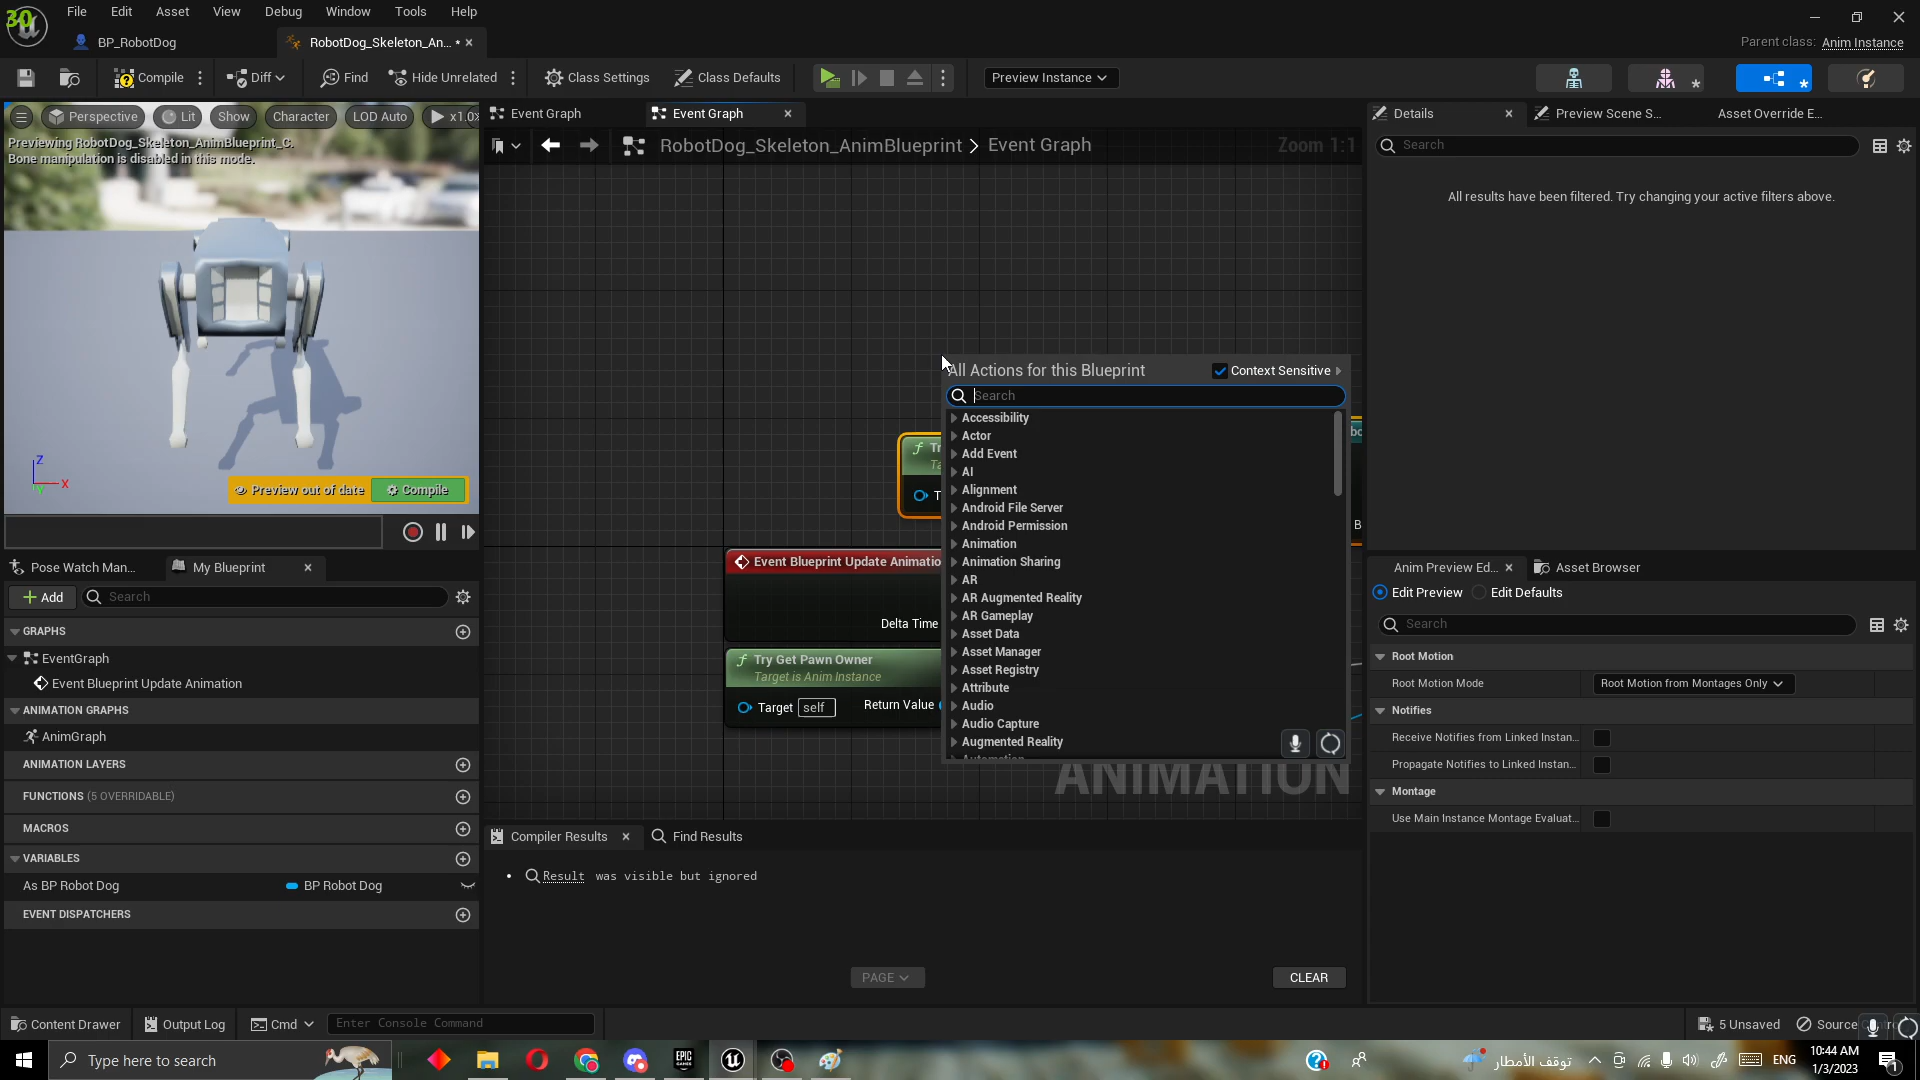 30
File Edit Asset View Debug Window Tools Help
BP_RobotDog
RobotDog_Skeleton_An... •
Parent class: Anim Instance
Compile
Diff
Find
Hide Unrelated
Class Settings
Class Defaults
Preview Instance
Perspective
Lit
Show
Character
LOD Auto
x1.0
Previewing RobotDog_Skeleton_AnimBlueprint_C.
Bone manipulation is disabled in this mode.
Z
X
Y
Preview out of date
Compile
Event Graph
Event Graph
RobotDog_Skeleton_AnimBlueprint > Event Graph
Zoom 1:1
All Actions for this Blueprint
Context Sensitive
Search
Accessibility
Actor
Add Event
AI
Alignment
Android File Server
Android Permission
Animation
Animation Sharing
AR
AR Augmented Reality
AR Gameplay
Asset Data
Asset Manager
Asset Registry
Attribute
Audio
Audio Capture
Augmented Reality
Automation
Event Blueprint Update Animatio
Delta Time
Try Get Pawn Owner
Target is Anim Instance
Target self
Return Value
ANIMATION
Details
Preview Scene S...
Asset Override E...
Search
All results have been filtered. Try changing your active filters above.
Pose Watch Man...
My Blueprint
Add
Search
GRAPHS
EventGraph
Event Blueprint Update Animation
ANIMATION GRAPHS
AnimGraph
ANIMATION LAYERS
FUNCTIONS (5 OVERRIDABLE)
MACROS
VARIABLES
As BP Robot Dog
BP Robot Dog
EVENT DISPATCHERS
Compiler Results
Find Results
• Result was visible but ignored
PAGE
CLEAR
Anim Preview Ed...
Asset Browser
Edit Preview
Edit Defaults
Search
Root Motion
Root Motion Mode
Root Motion from Montages Only
Notifies
Receive Notifies from Linked Instan...
Propagate Notifies to Linked Instan...
Montage
Use Main Instance Montage Evaluat...
Content Drawer
Output Log
Cmd
Enter Console Command
5 Unsaved
Source
Type here to search
EPIC GAMES
توقف الأمطار
ENG
10:44 AM
1/3/2023
1